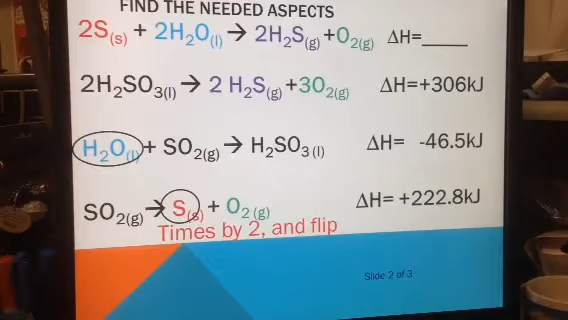 FIND THE NEEDED ASPECTS
2S(s) + 2H₂O(l) → 2H₂S(g) +O₂(g) ΔH=____
2H₂SO₃(l) → 2 H₂S(g) +3O₂(g) ΔH=+306kJ
H₂O(l)+ SO₂(g) → H₂SO₃ (l) ΔH= -46.5kJ
SO₂(g)→ S(s) + O₂ (g) ΔH= +222.8kJ
Times by 2, and flip
Slide 2 of 3